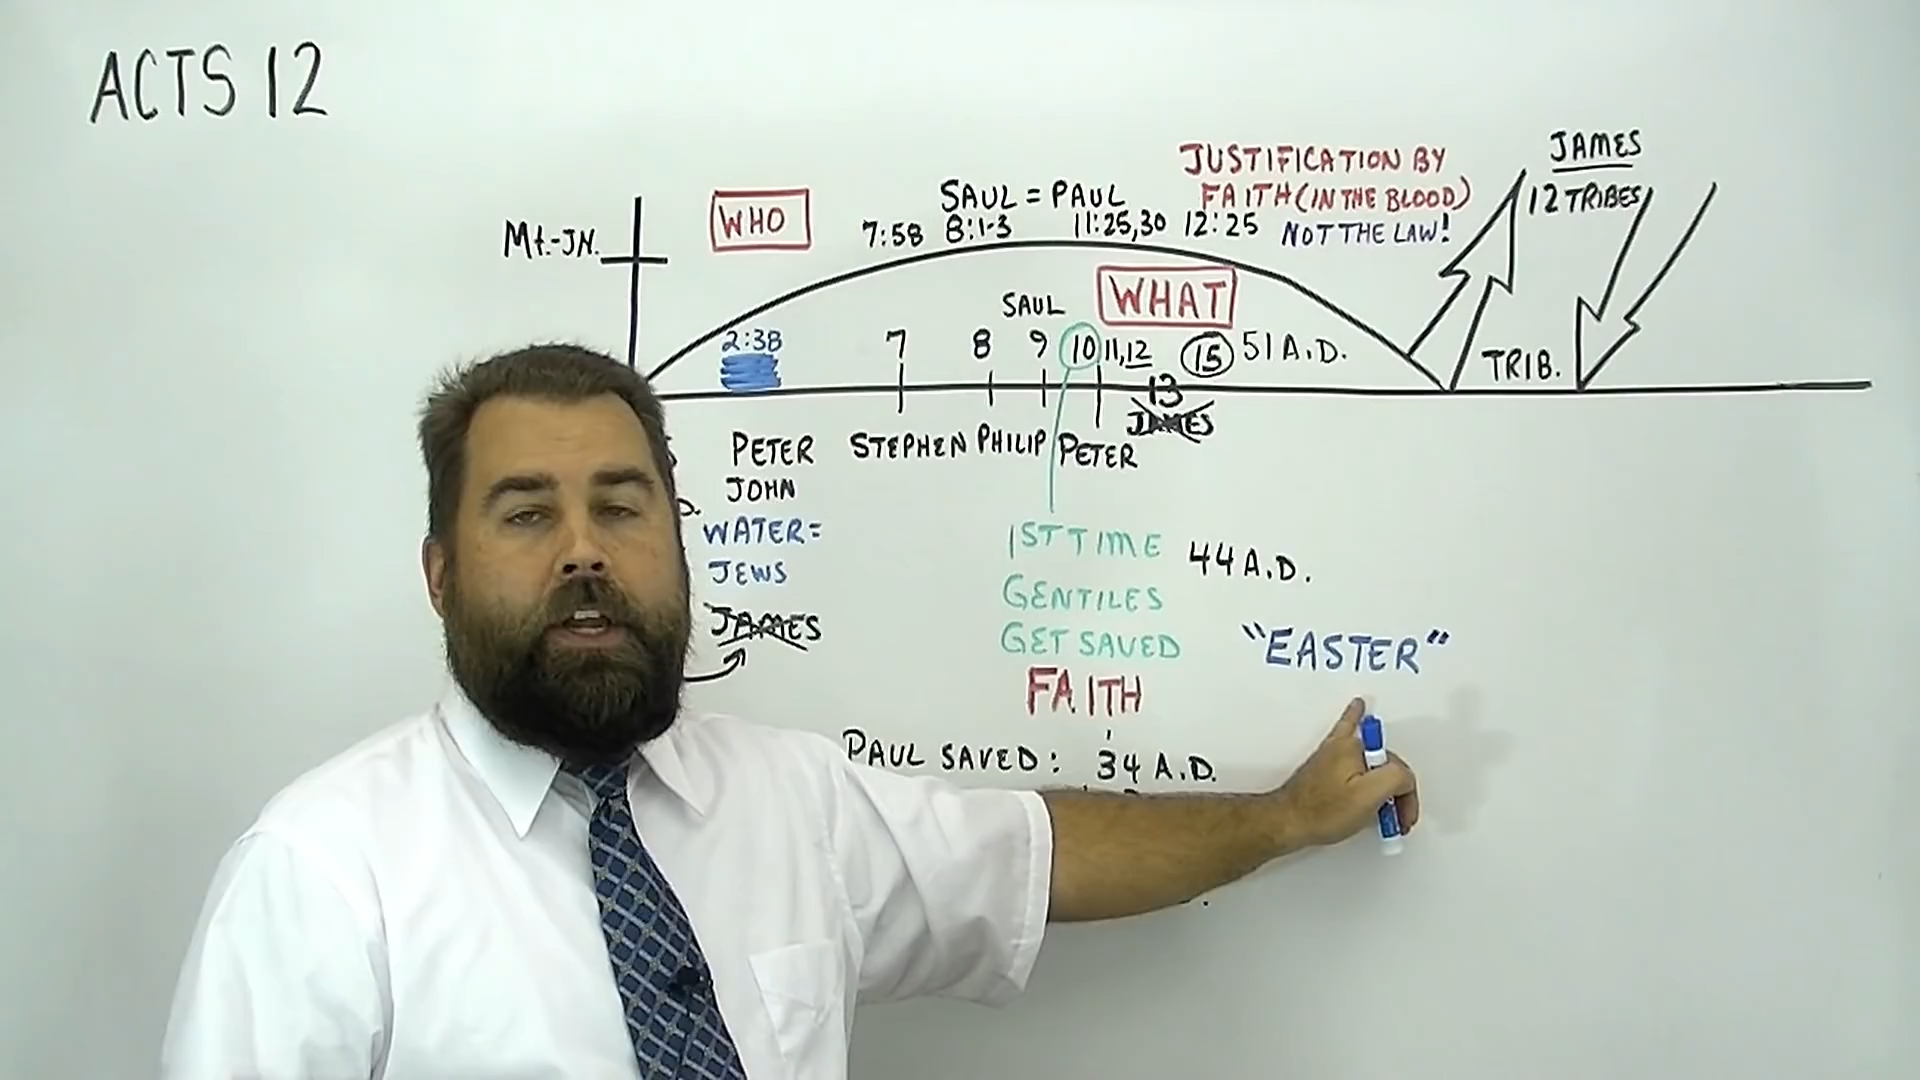 ACTS 12
Mt.-JN.
WHO
SAUL = PAUL
7:58 8:1-3 11:25,30 12:25
JUSTIFICATION BY
FAITH (IN THE BLOOD)
NOT THE LAW!
JAMES
12 TRIBES
WHAT
SAUL
2:38 7 8 9 10 11,12 15 51 A.D.
TRIB.
13
JAMES
PETER STEPHEN PHILIP PETER
JOHN
WATER=
JEWS
JAMES
1ST TIME
GENTILES
GET SAVED
FAITH
44 A.D.
"EASTER"
PAUL SAVED: 34 A.D.